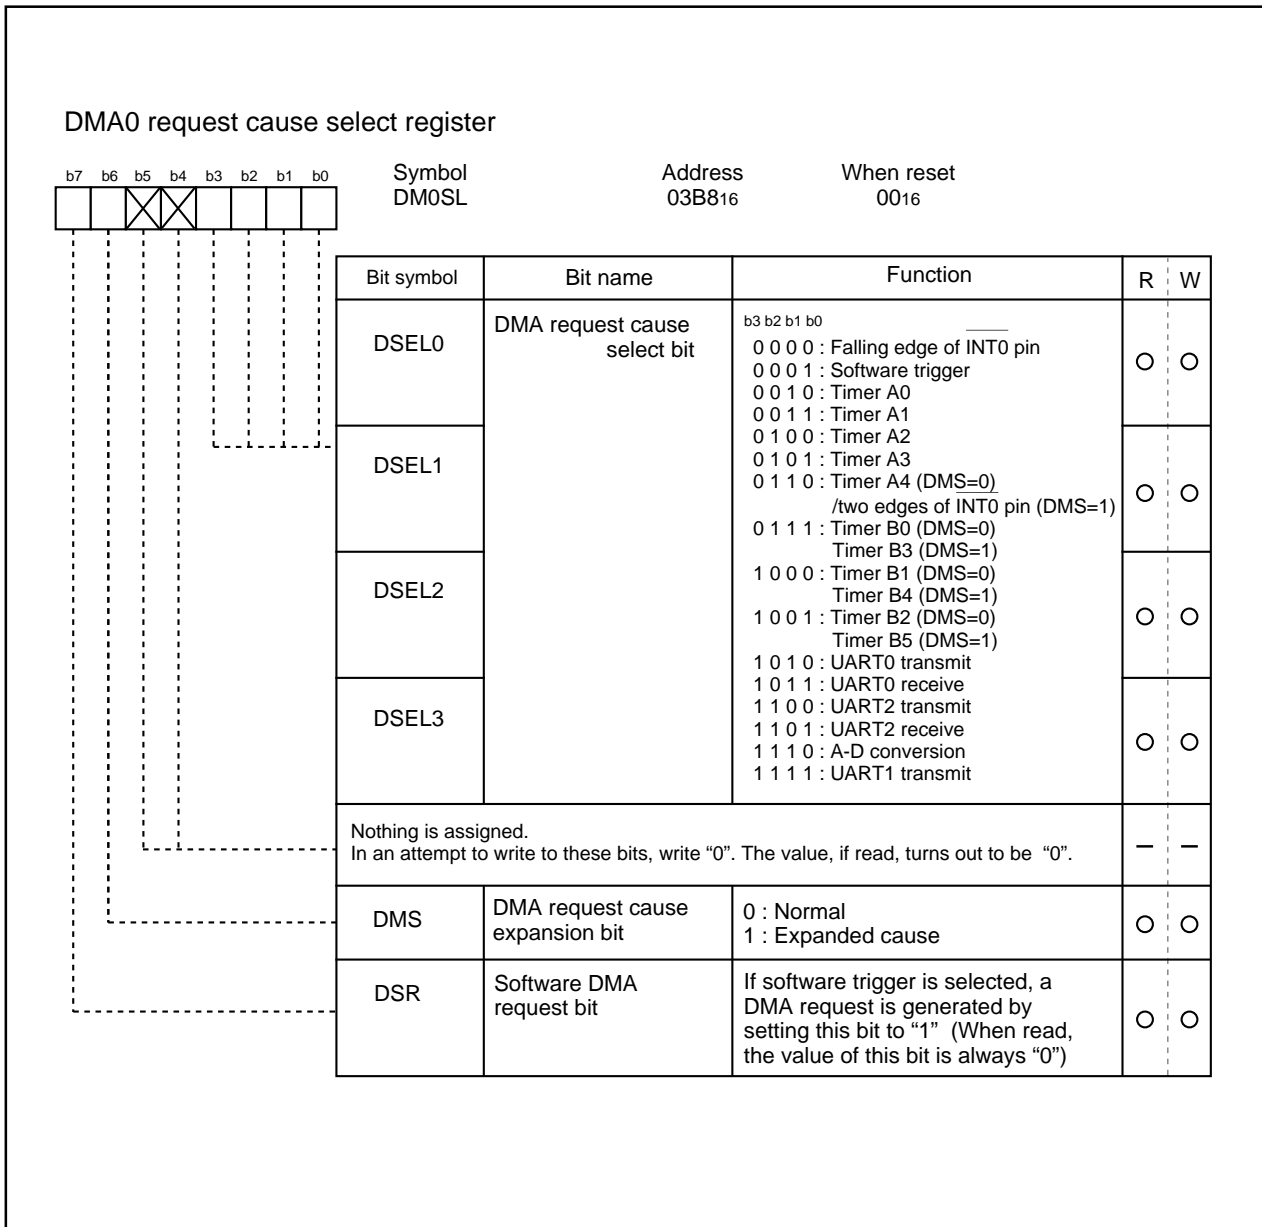 DMA0 request cause select register
b7 b6 b5 b4 b3 b2 b1 b0
Symbol Address When reset
DM0SL 03B816 0016
Bit symbol Bit name Function R W
DSEL0
DSEL1
DSEL2
DSEL3
DMA request cause
select bit
b3 b2 b1 b0
0 0 0 0 : Falling edge of INT0 pin
0 0 0 1 : Software trigger
0 0 1 0 : Timer A0
0 0 1 1 : Timer A1
0 1 0 0 : Timer A2
0 1 0 1 : Timer A3
0 1 1 0 : Timer A4 (DMS=0)
/two edges of INT0 pin (DMS=1)
0 1 1 1 : Timer B0 (DMS=0)
Timer B3 (DMS=1)
1 0 0 0 : Timer B1 (DMS=0)
Timer B4 (DMS=1)
1 0 0 1 : Timer B2 (DMS=0)
Timer B5 (DMS=1)
1 0 1 0 : UART0 transmit
1 0 1 1 : UART0 receive
1 1 0 0 : UART2 transmit
1 1 0 1 : UART2 receive
1 1 1 0 : A-D conversion
1 1 1 1 : UART1 transmit
Nothing is assigned.
In an attempt to write to these bits, write “0”. The value, if read, turns out to be “0”.
– –
DMS
DMA request cause
expansion bit
0 : Normal
1 : Expanded cause
DSR
Software DMA
request bit
If software trigger is selected, a
DMA request is generated by
setting this bit to “1” (When read,
the value of this bit is always “0”)